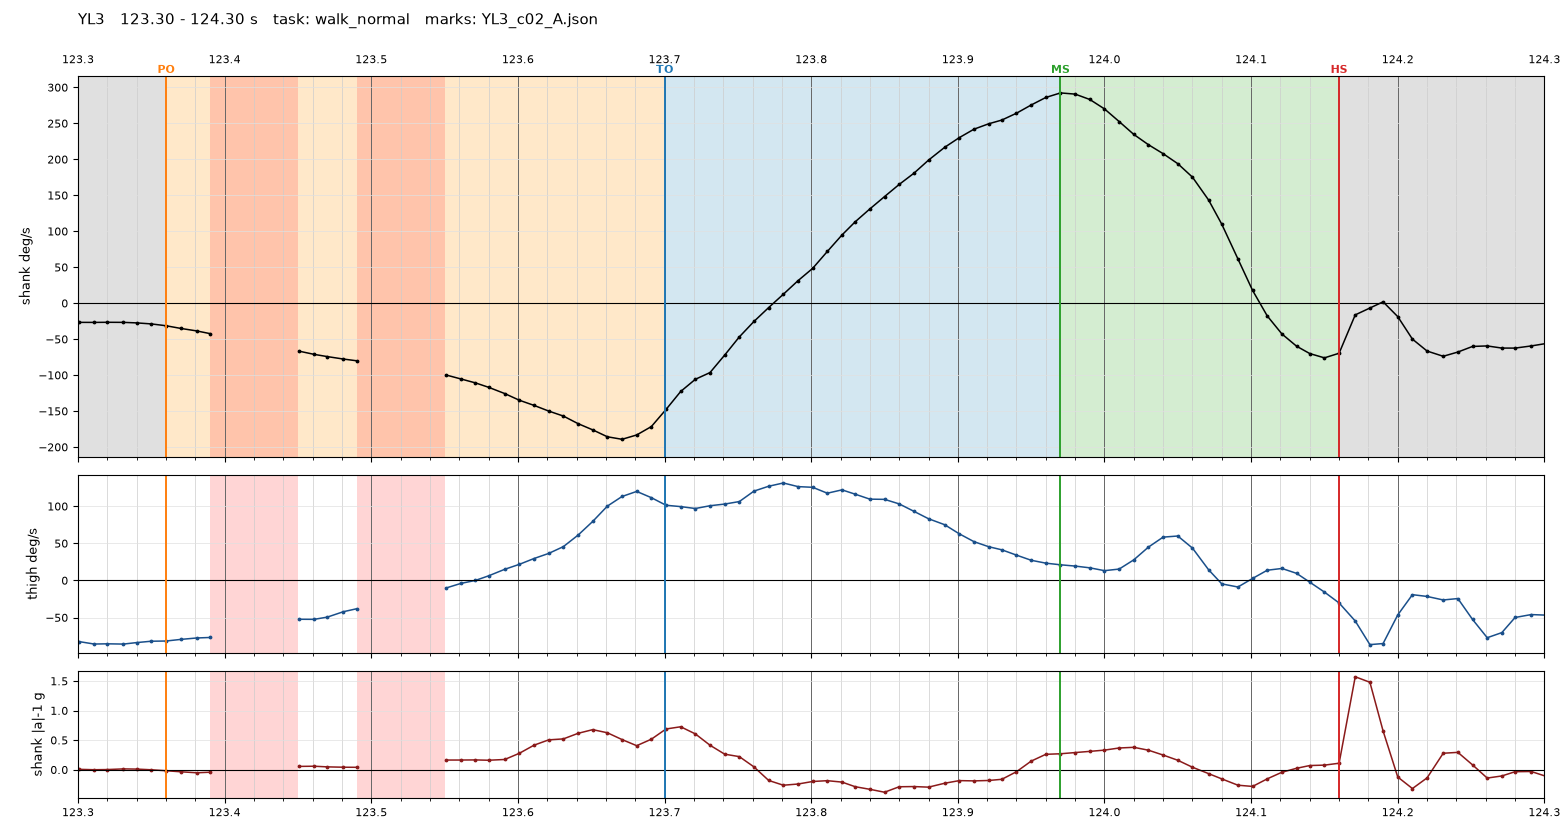 YL3   123.30 - 124.30 s   task: walk_normal   marks: YL3_c02_A.json
123.3 123.4 123.5 123.6 123.7 123.8 123.9 124.0 124.1 124.2 124.3
PO TO MS HS
300
250
200
150
100
50
0
−50
−100
−150
−200
shank deg/s
100
50
0
−50
thigh deg/s
1.5
1.0
0.5
0.0
shank |a|-1 g
123.3 123.4 123.5 123.6 123.7 123.8 123.9 124.0 124.1 124.2 124.3